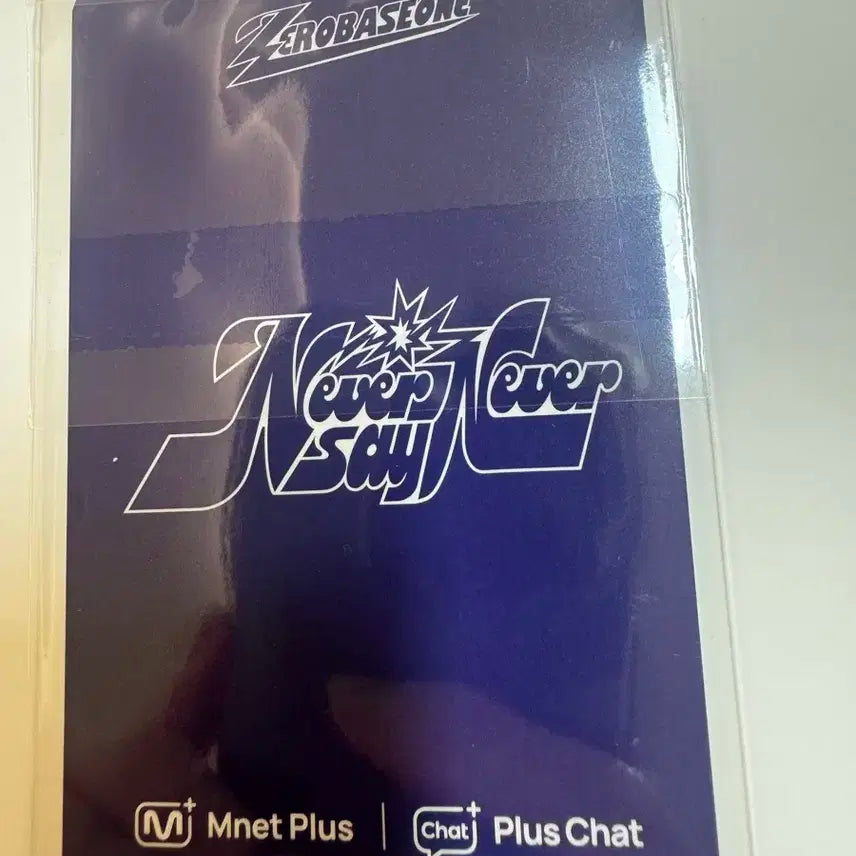 ZEROBASEONE
Never Never
say
M+ Mnet Plus | Chat+ Plus Chat